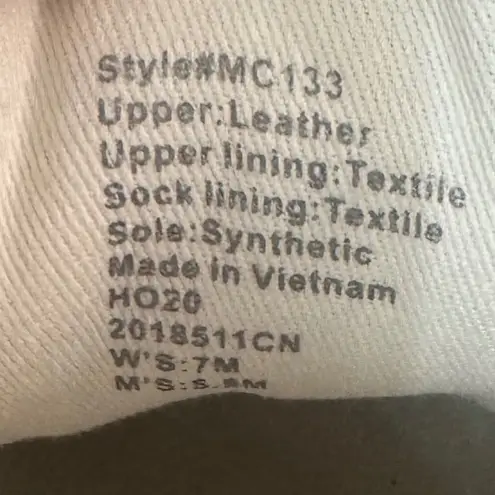 Style#MC133
Upper:Leather
Upper lining:Textile
Sock lining:Textile
Sole:Synthetic
Made in Vietnam
HO20
2018511CN
W'S:7M
M'S: